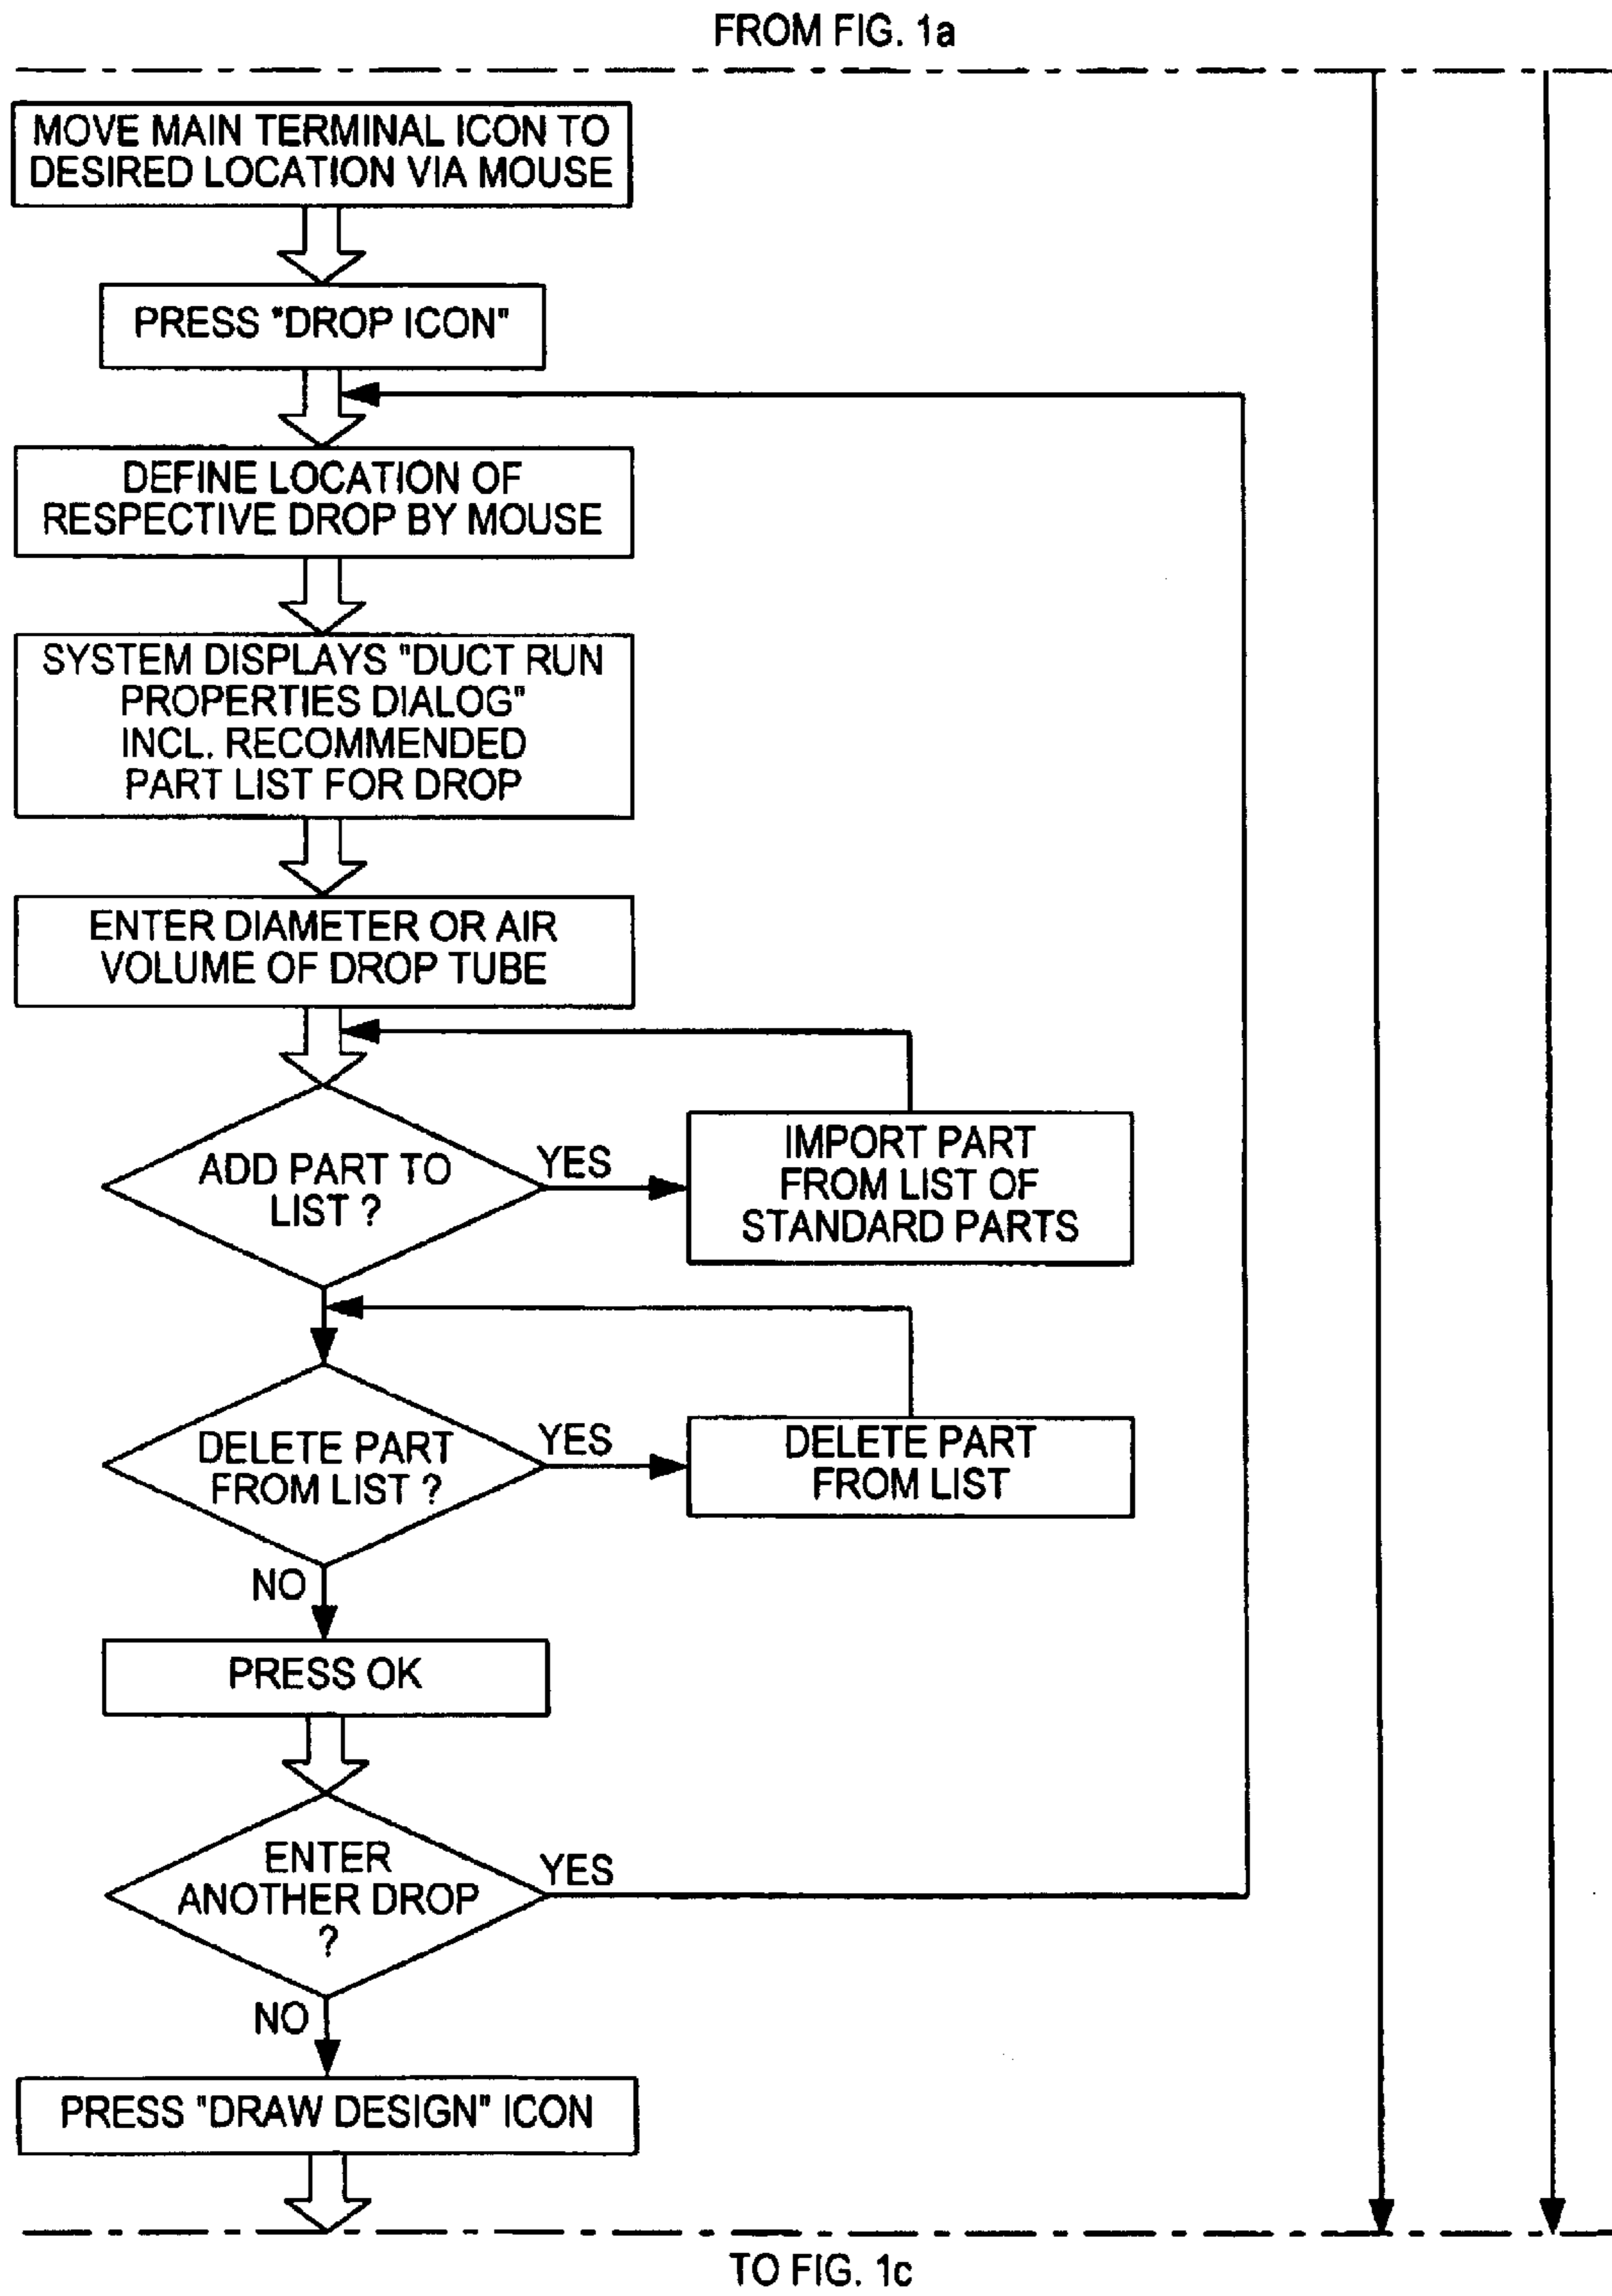 FROM FIG. 1a
MOVE MAIN TERMINAL ICON TO
DESIRED LOCATION VIA MOUSE
PRESS "DROP ICON"
DEFINE LOCATION OF
RESPECTIVE DROP BY MOUSE
SYSTEM DISPLAYS "DUCT RUN
PROPERTIES DIALOG"
INCL. RECOMMENDED
PART LIST FOR DROP
ENTER DIAMETER OR AIR
VOLUME OF DROP TUBE
ADD PART TO
LIST ?
YES
IMPORT PART
FROM LIST OF
STANDARD PARTS
DELETE PART
FROM LIST ?
YES
DELETE PART
FROM LIST
NO
PRESS OK
ENTER
ANOTHER DROP
?
YES
NO
PRESS "DRAW DESIGN" ICON
TO FIG. 1c